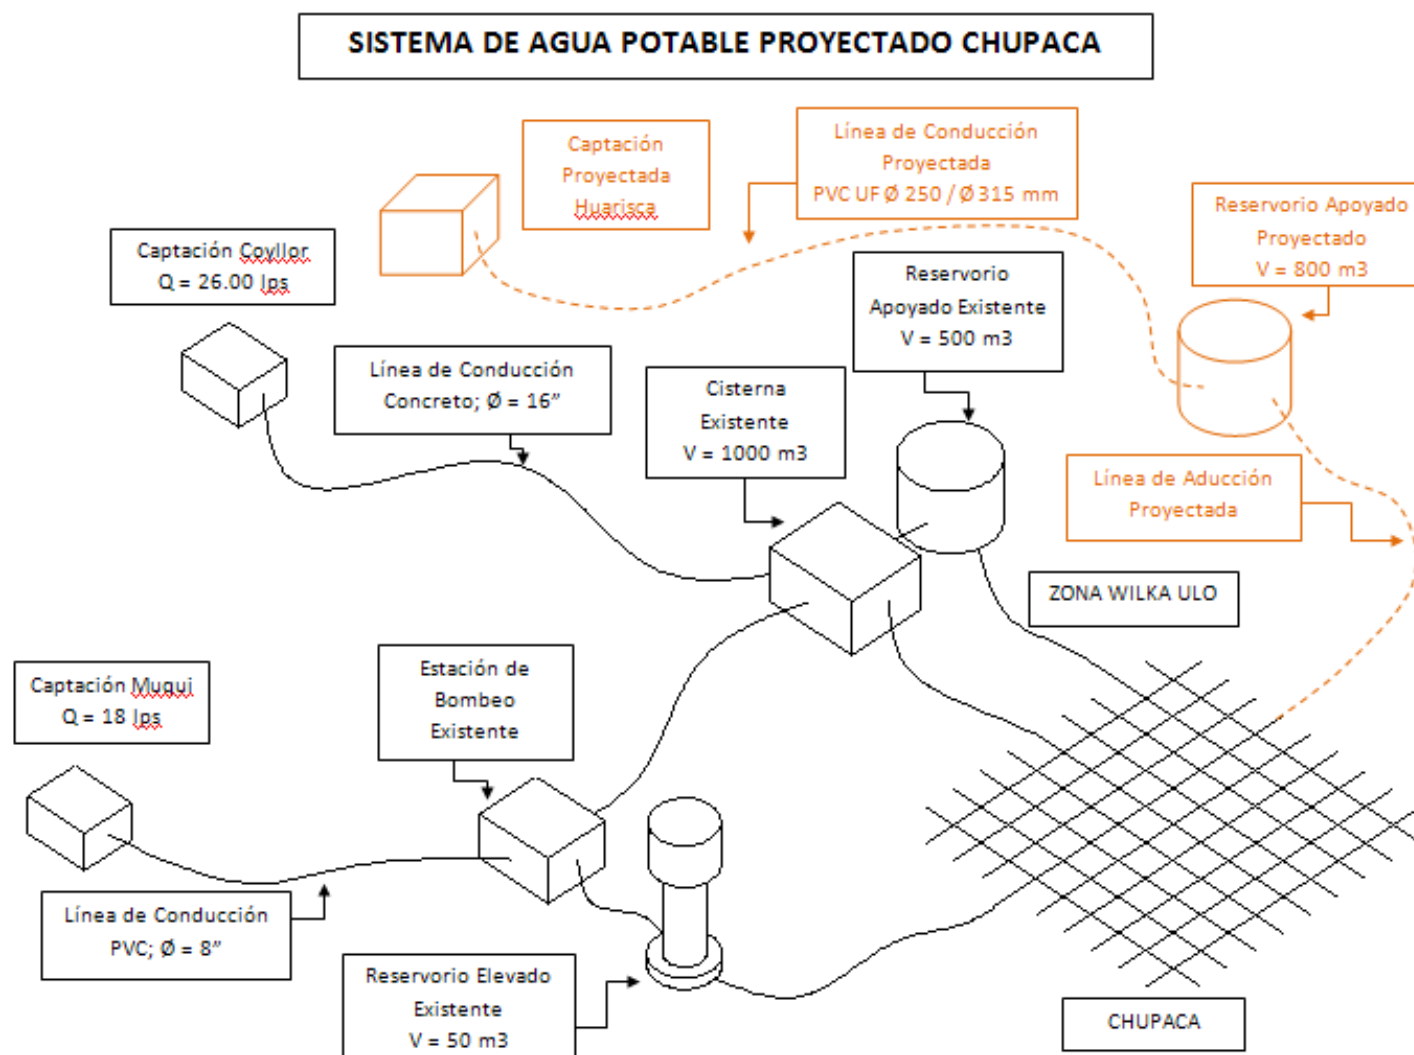 SISTEMA DE AGUA POTABLE PROYECTADO CHUPACA
Captación
Proyectada
Huarisca
Línea de Conducción
Proyectada
PVC UF Ø 250 / Ø 315 mm
Reservorio Apoyado
Proyectado
V = 800 m3
Captación Coyllor
Q = 26.00 lps
Reservorio
Apoyado Existente
V = 500 m3
Línea de Conducción
Concreto; Ø = 16”
Cisterna
Existente
V = 1000 m3
Línea de Aducción
Proyectada
ZONA WILKA ULO
Captación Muqui
Q = 18 lps
Estación de
Bombeo
Existente
Línea de Conducción
PVC; Ø = 8”
Reservorio Elevado
Existente
V = 50 m3
CHUPACA